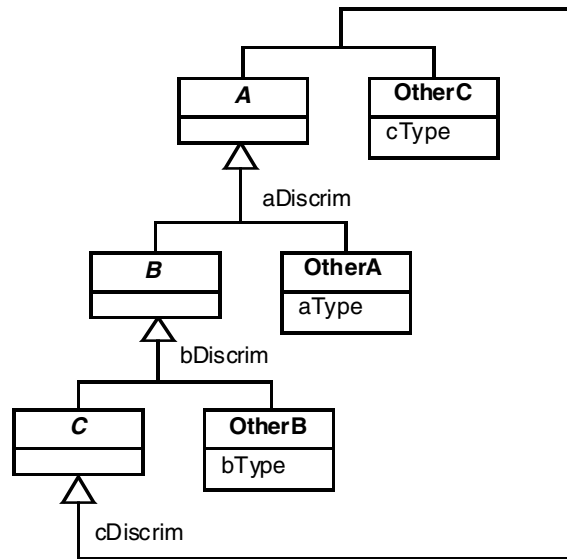 A
OtherC
cType
aDiscrim
B
OtherA
aType
bDiscrim
C
OtherB
bType
cDiscrim